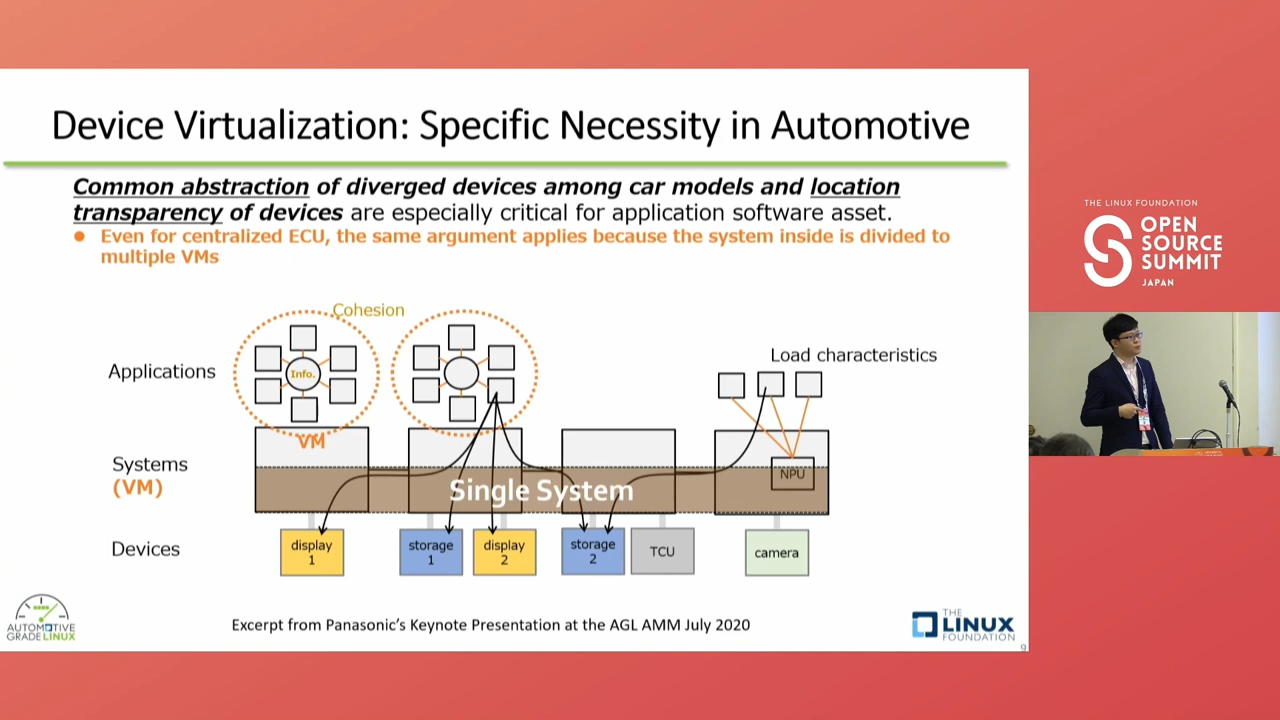 Device Virtualization: Specific Necessity in Automotive
Common abstraction of diverged devices among car models and location
transparency of devices are especially critical for application software asset.
Even for centralized ECU, the same argument applies because the system inside is divided to
multiple VMs
Cohesion
Applications
Info.
Load characteristics
VM
Systems
(VM)
Single System
NPU
Devices
display
1
storage
1
display
2
storage
2
TCU
camera
AUTOMOTIVE
GRADE LINUX
Excerpt from Panasonic's Keynote Presentation at the AGL AMM July 2020
THE
LINUX
FOUNDATION
9
THE LINUX FOUNDATION
OPEN
SOURCE
SUMMIT
JAPAN